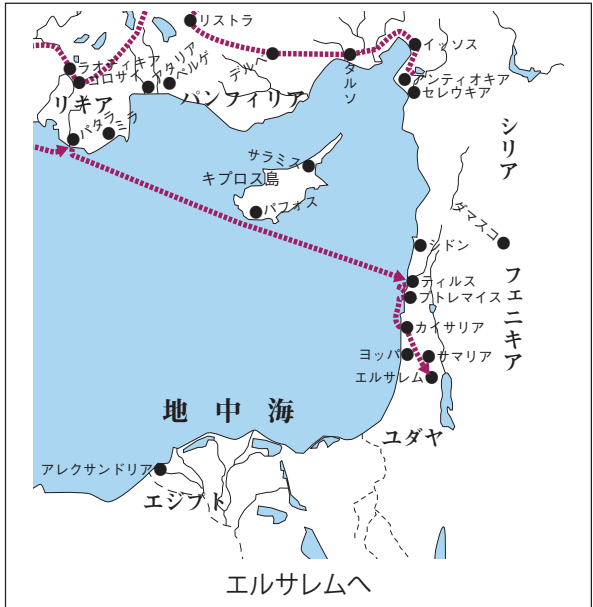 リストラ
イッソス
デルベ
タルソ
ラオディキア
コロサイ
アタリア
ペルゲ
アンティオキア
セレウキア
リキア
パンフィリア
パタラ
ミラ
シリア
サラミス
キプロス島
パフォス
ダマスコ
シドン
フェニキア
ティルス
プトレマイス
カイサリア
ヨッパ
サマリア
エルサレム
地中海
ユダヤ
アレクサンドリア
エジプト
エルサレムへ